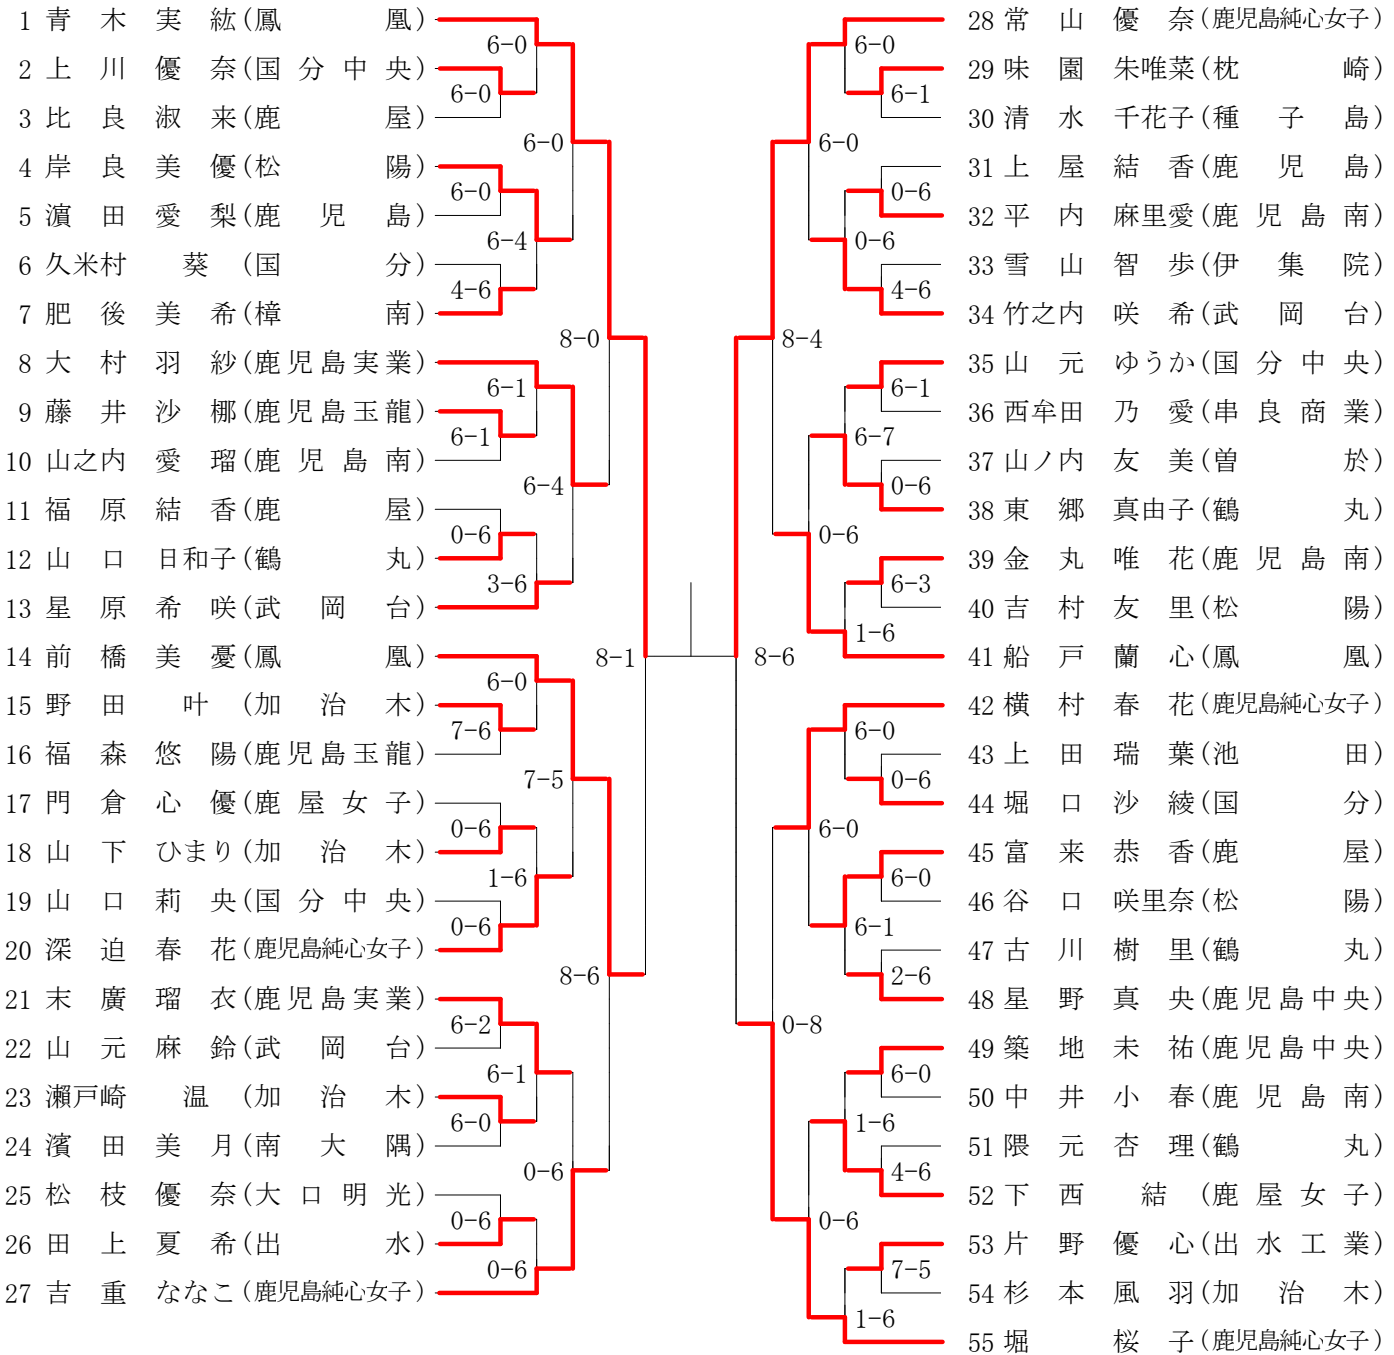 1 青木実紘(鳳凰)
6-0
2 上川優奈(国分中央)
6-0
3 比良淑来(鹿屋)
6-0
4 岸良美優(松陽)
6-0
5 濵田愛梨(鹿児島)
6-4
6 久米村葵(国分)
4-6
7 肥後美希(樟南)
8-0
8 大村羽紗(鹿児島実業)
6-1
9 藤井沙梛(鹿児島玉龍)
6-1
10 山之内愛瑠(鹿児島南)
6-4
11 福原結香(鹿屋)
0-6
12 山口日和子(鶴丸)
3-6
13 星原希咲(武岡台)
14 前橋美憂(鳳凰)
8-1
6-0
15 野田叶(加治木)
7-6
16 福森悠陽(鹿児島玉龍)
7-5
17 門倉心優(鹿屋女子)
0-6
18 山下ひまり(加治木)
1-6
19 山口莉央(国分中央)
0-6
20 深迫春花(鹿児島純心女子)
8-6
21 末廣瑠衣(鹿児島実業)
6-2
22 山元麻鈴(武岡台)
6-1
23 瀬戸崎温(加治木)
6-0
24 濱田美月(南大隅)
0-6
25 松枝優奈(大口明光)
0-6
26 田上夏希(出水)
0-6
27 吉重ななこ(鹿児島純心女子)
28 常山優奈(鹿児島純心女子)
6-0
29 味園朱唯菜(枕崎)
6-1
30 清水千花子(種子島)
6-0
31 上屋結香(鹿児島)
0-6
32 平内麻里愛(鹿児島南)
0-6
33 雪山智歩(伊集院)
4-6
34 竹之内咲希(武岡台)
8-4
35 山元ゆうか(国分中央)
6-1
36 西牟田乃愛(串良商業)
6-7
37 山ノ内友美(曽於)
0-6
38 東郷真由子(鶴丸)
0-6
39 金丸唯花(鹿児島南)
6-3
40 吉村友里(松陽)
1-6
41 船戸蘭心(鳳凰)
8-6
42 横村春花(鹿児島純心女子)
6-0
43 上田瑞葉(池田)
0-6
44 堀口沙綾(国分)
6-0
45 富来恭香(鹿屋)
6-0
46 谷口咲里奈(松陽)
6-1
47 古川樹里(鶴丸)
2-6
48 星野真央(鹿児島中央)
0-8
49 築地未祐(鹿児島中央)
6-0
50 中井小春(鹿児島南)
1-6
51 隈元杏理(鶴丸)
4-6
52 下西結(鹿屋女子)
0-6
53 片野優心(出水工業)
7-5
54 杉本風羽(加治木)
1-6
55 堀桜子(鹿児島純心女子)